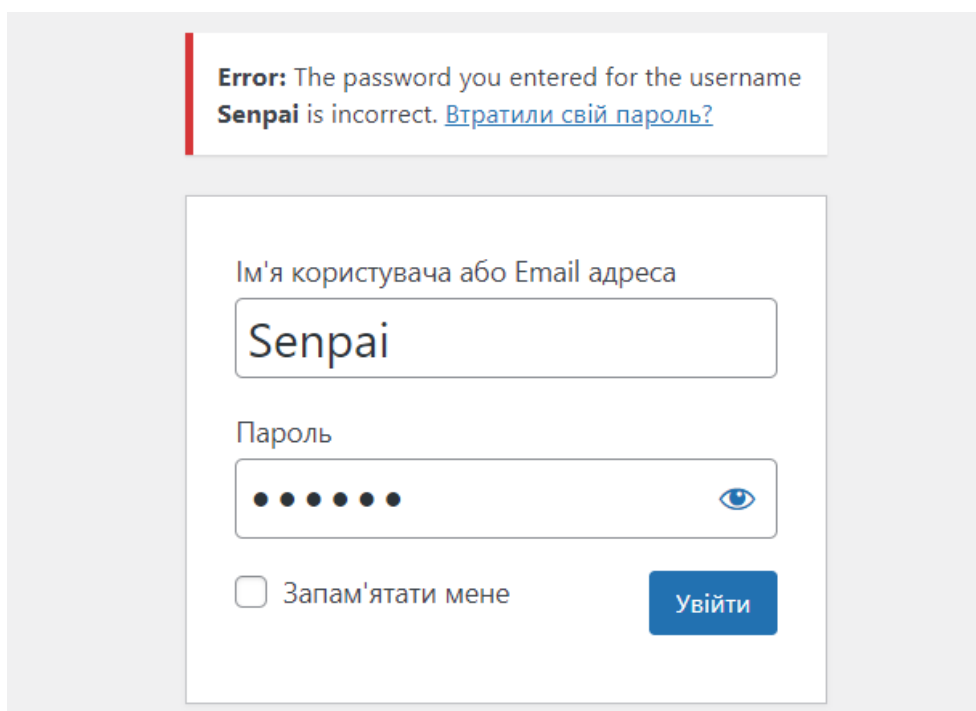 Error: The password you entered for the username
Senpai is incorrect. Втратили свій пароль?
Ім'я користувача або Email адреса
Senpai
Пароль
Запам'ятати мене
Увійти